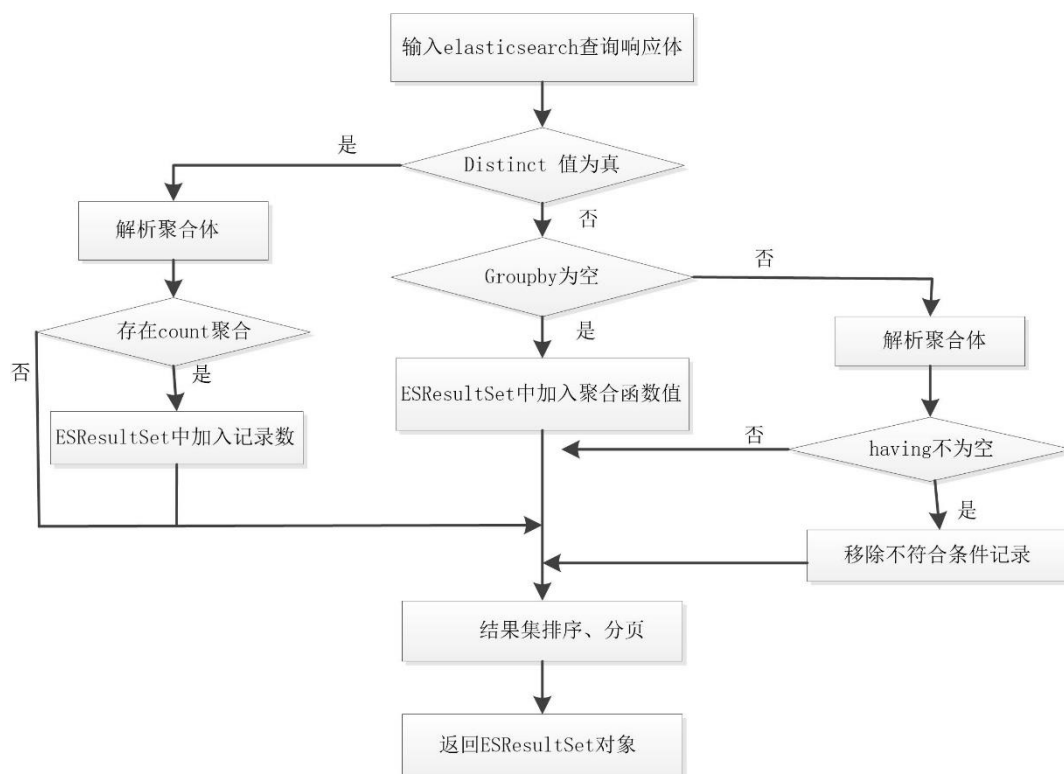 输入elasticsearch查询响应体
是
Distinct 值为真
否
解析聚合体
Groupby为空
否
存在count聚合
是
解析聚合体
否
是
ESResultSet中加入聚合函数值
ESResultSet中加入记录数
否
having不为空
是
移除不符合条件记录
结果集排序、分页
返回ESResultSet对象